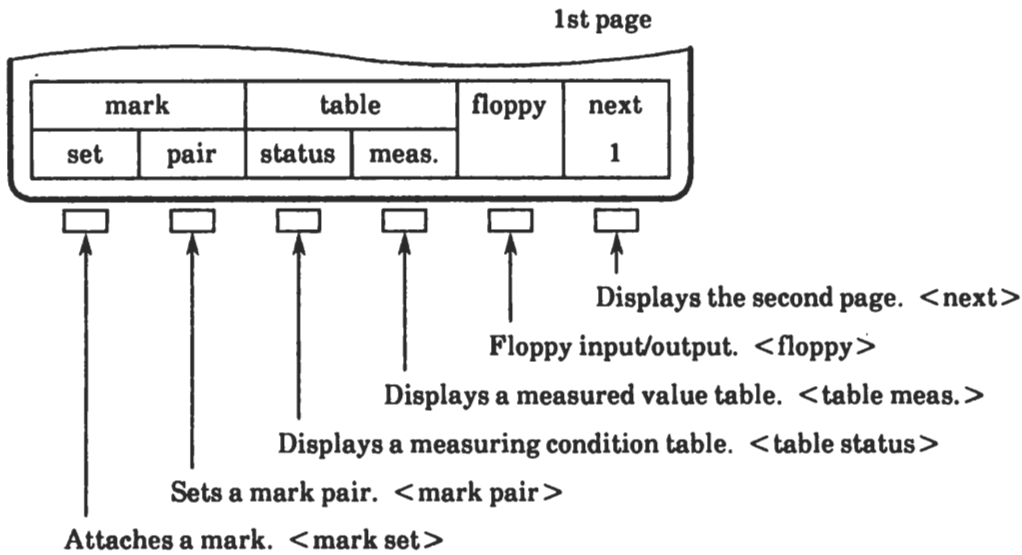 1st page
mark table floppy next
set pair status meas. 1
Displays the second page. <next>
Floppy input/output. <floppy>
Displays a measured value table. <table meas.>
Displays a measuring condition table. <table status>
Sets a mark pair. <mark pair>
Attaches a mark. <mark set>